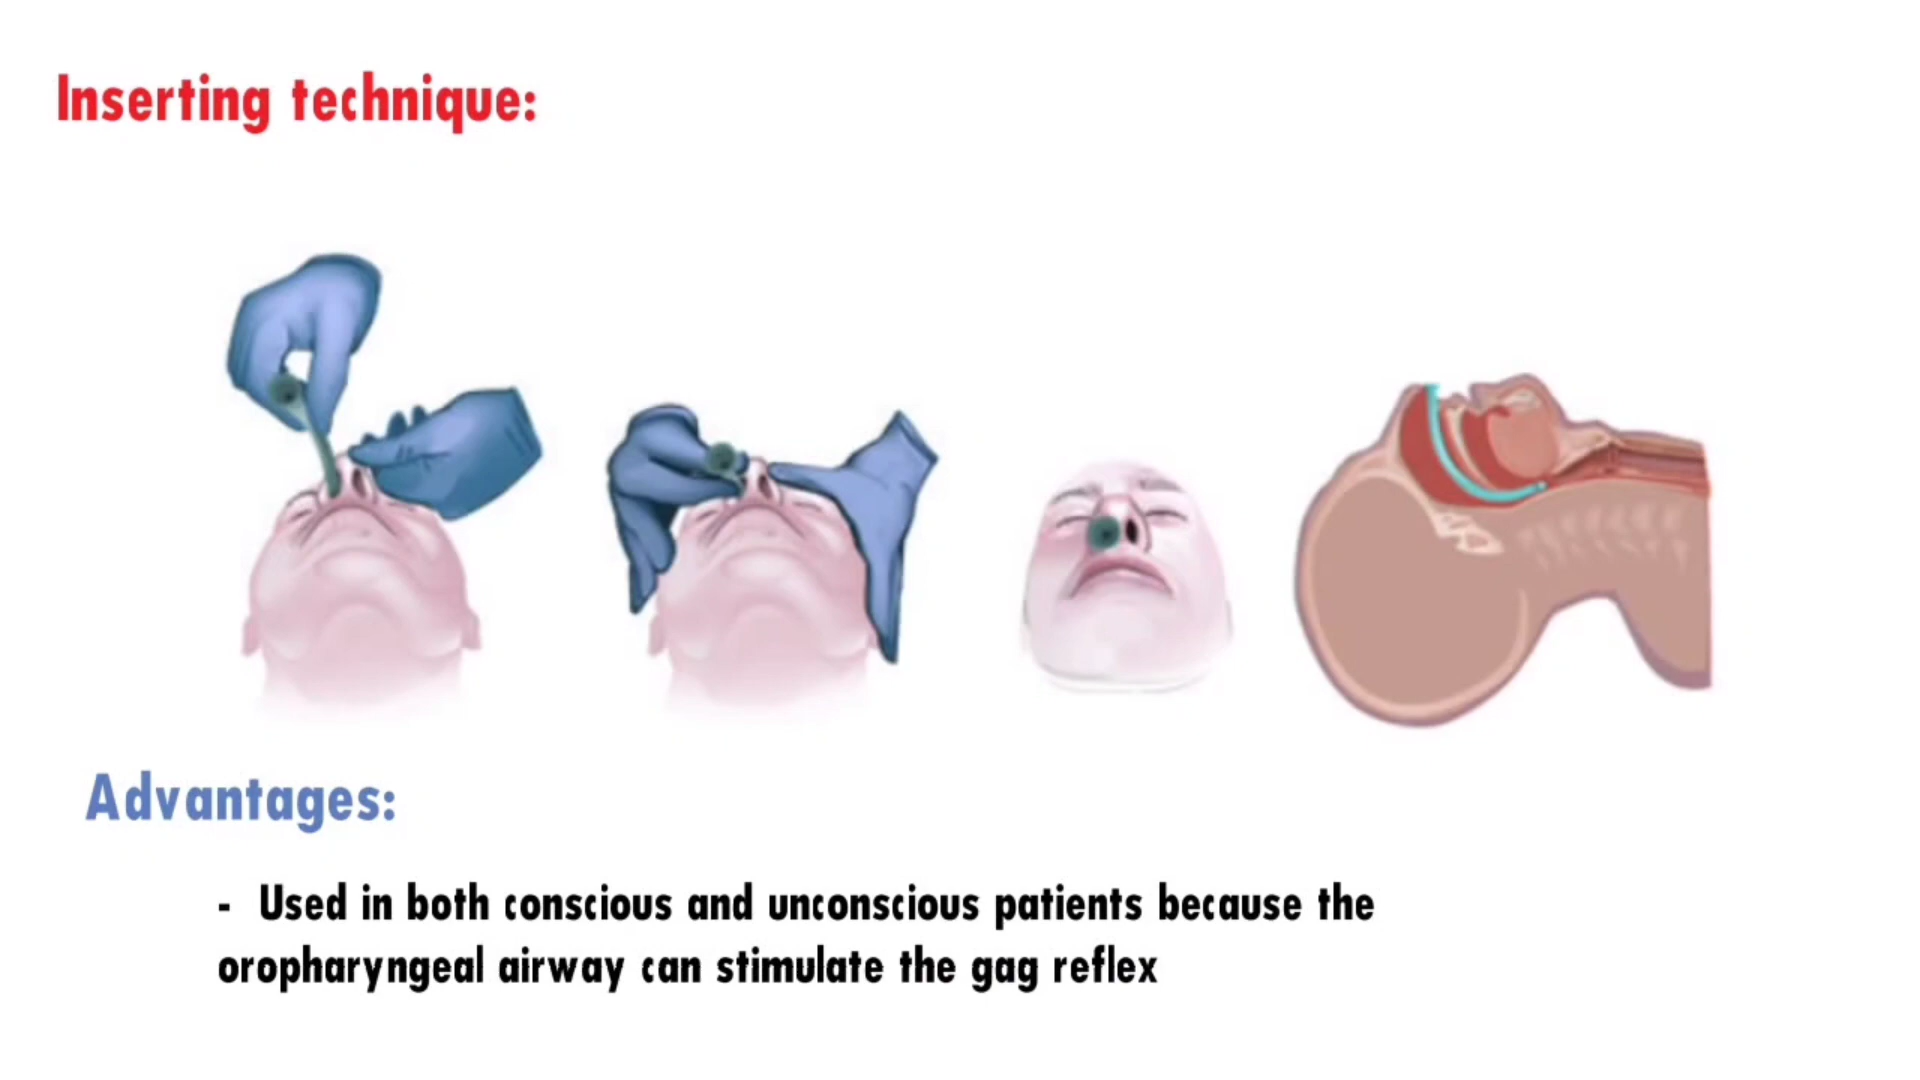 Inserting technique:
Advantages:
- Used in both conscious and unconscious patients because the
oropharyngeal airway can stimulate the gag reflex